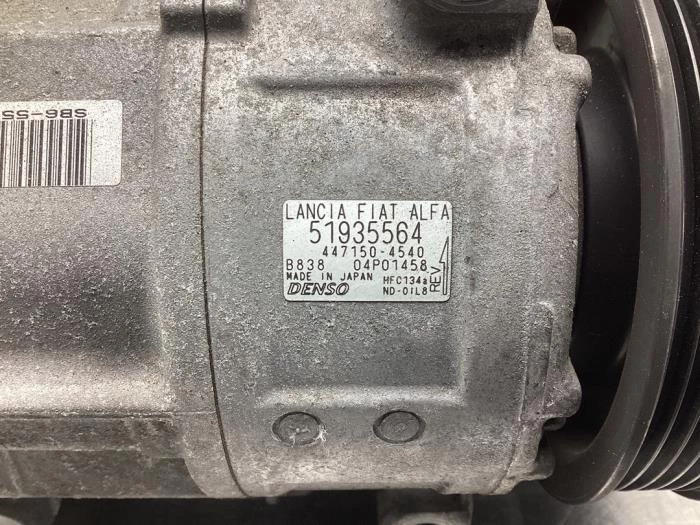 SB6-55
LANCIA FIAT ALFA
51935564
447150-4540
B838 04P01458
MADE IN JAPAN HFC134a
DENSO ND-OIL8
REV